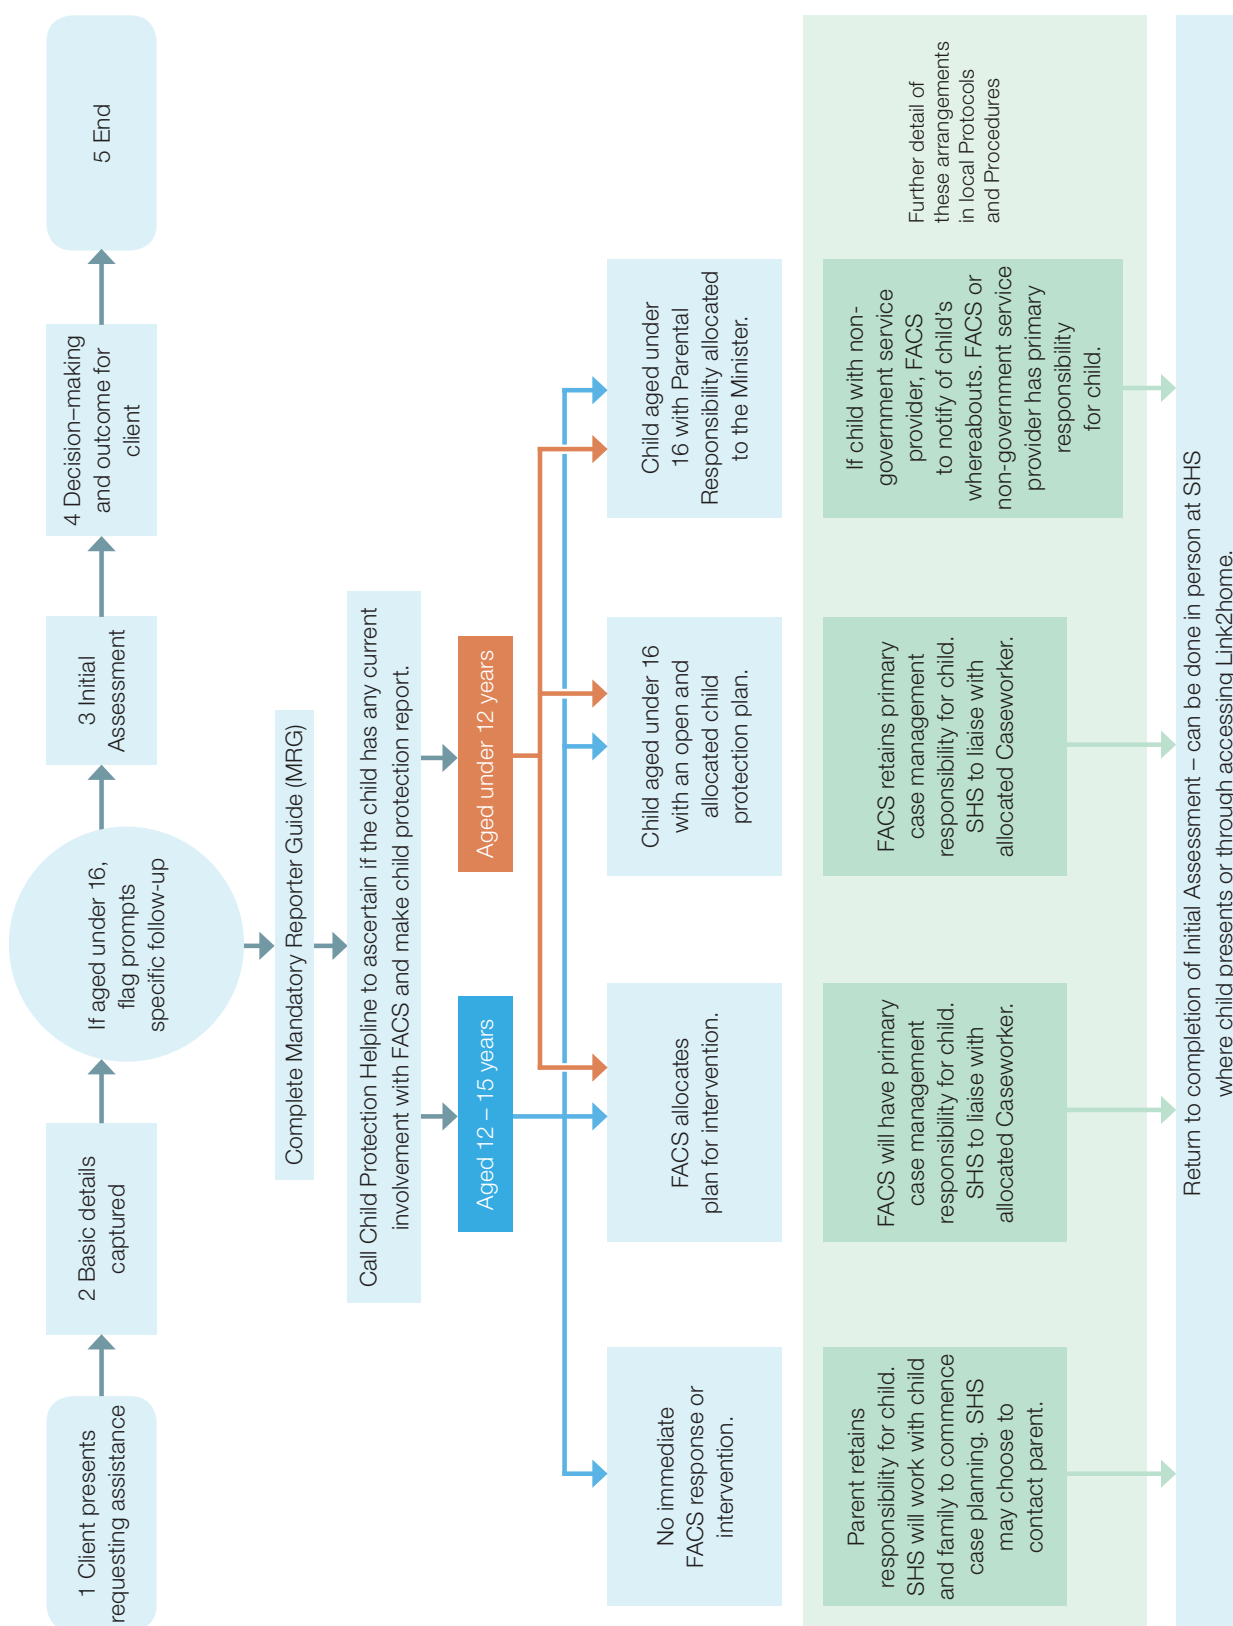 1 Client presents
requesting assistance
2 Basic details
captured
If aged under 16,
flag prompts
specific follow-up
3 Initial
Assessment
4 Decision–making
and outcome for
client
5 End
Complete Mandatory Reporter Guide (MRG)
Call Child Protection Helpline to ascertain if the child has any current
involvement with FACS and make child protection report.
Aged 12 – 15 years
Aged under 12 years
No immediate
FACS response or
intervention.
FACS allocates
plan for intervention.
Child aged under 16
with an open and
allocated child
protection plan.
Child aged under
16 with Parental
Responsibility allocated
to the Minister.
Parent retains
responsibility for child.
SHS will work with child
and family to commence
case planning. SHS
may choose to
contact parent.
FACS will have primary
case management
responsibility for child.
SHS to liaise with
allocated Caseworker.
FACS retains primary
case management
responsibility for child.
SHS to liaise with
allocated Caseworker.
If child with non-
government service
provider, FACS
to notify of child’s
whereabouts. FACS or
non-government service
provider has primary
responsibility
for child.
Further detail of
these arrangements
in local Protocols
and Procedures
Return to completion of Initial Assessment – can be done in person at SHS
where child presents or through accessing Link2home.